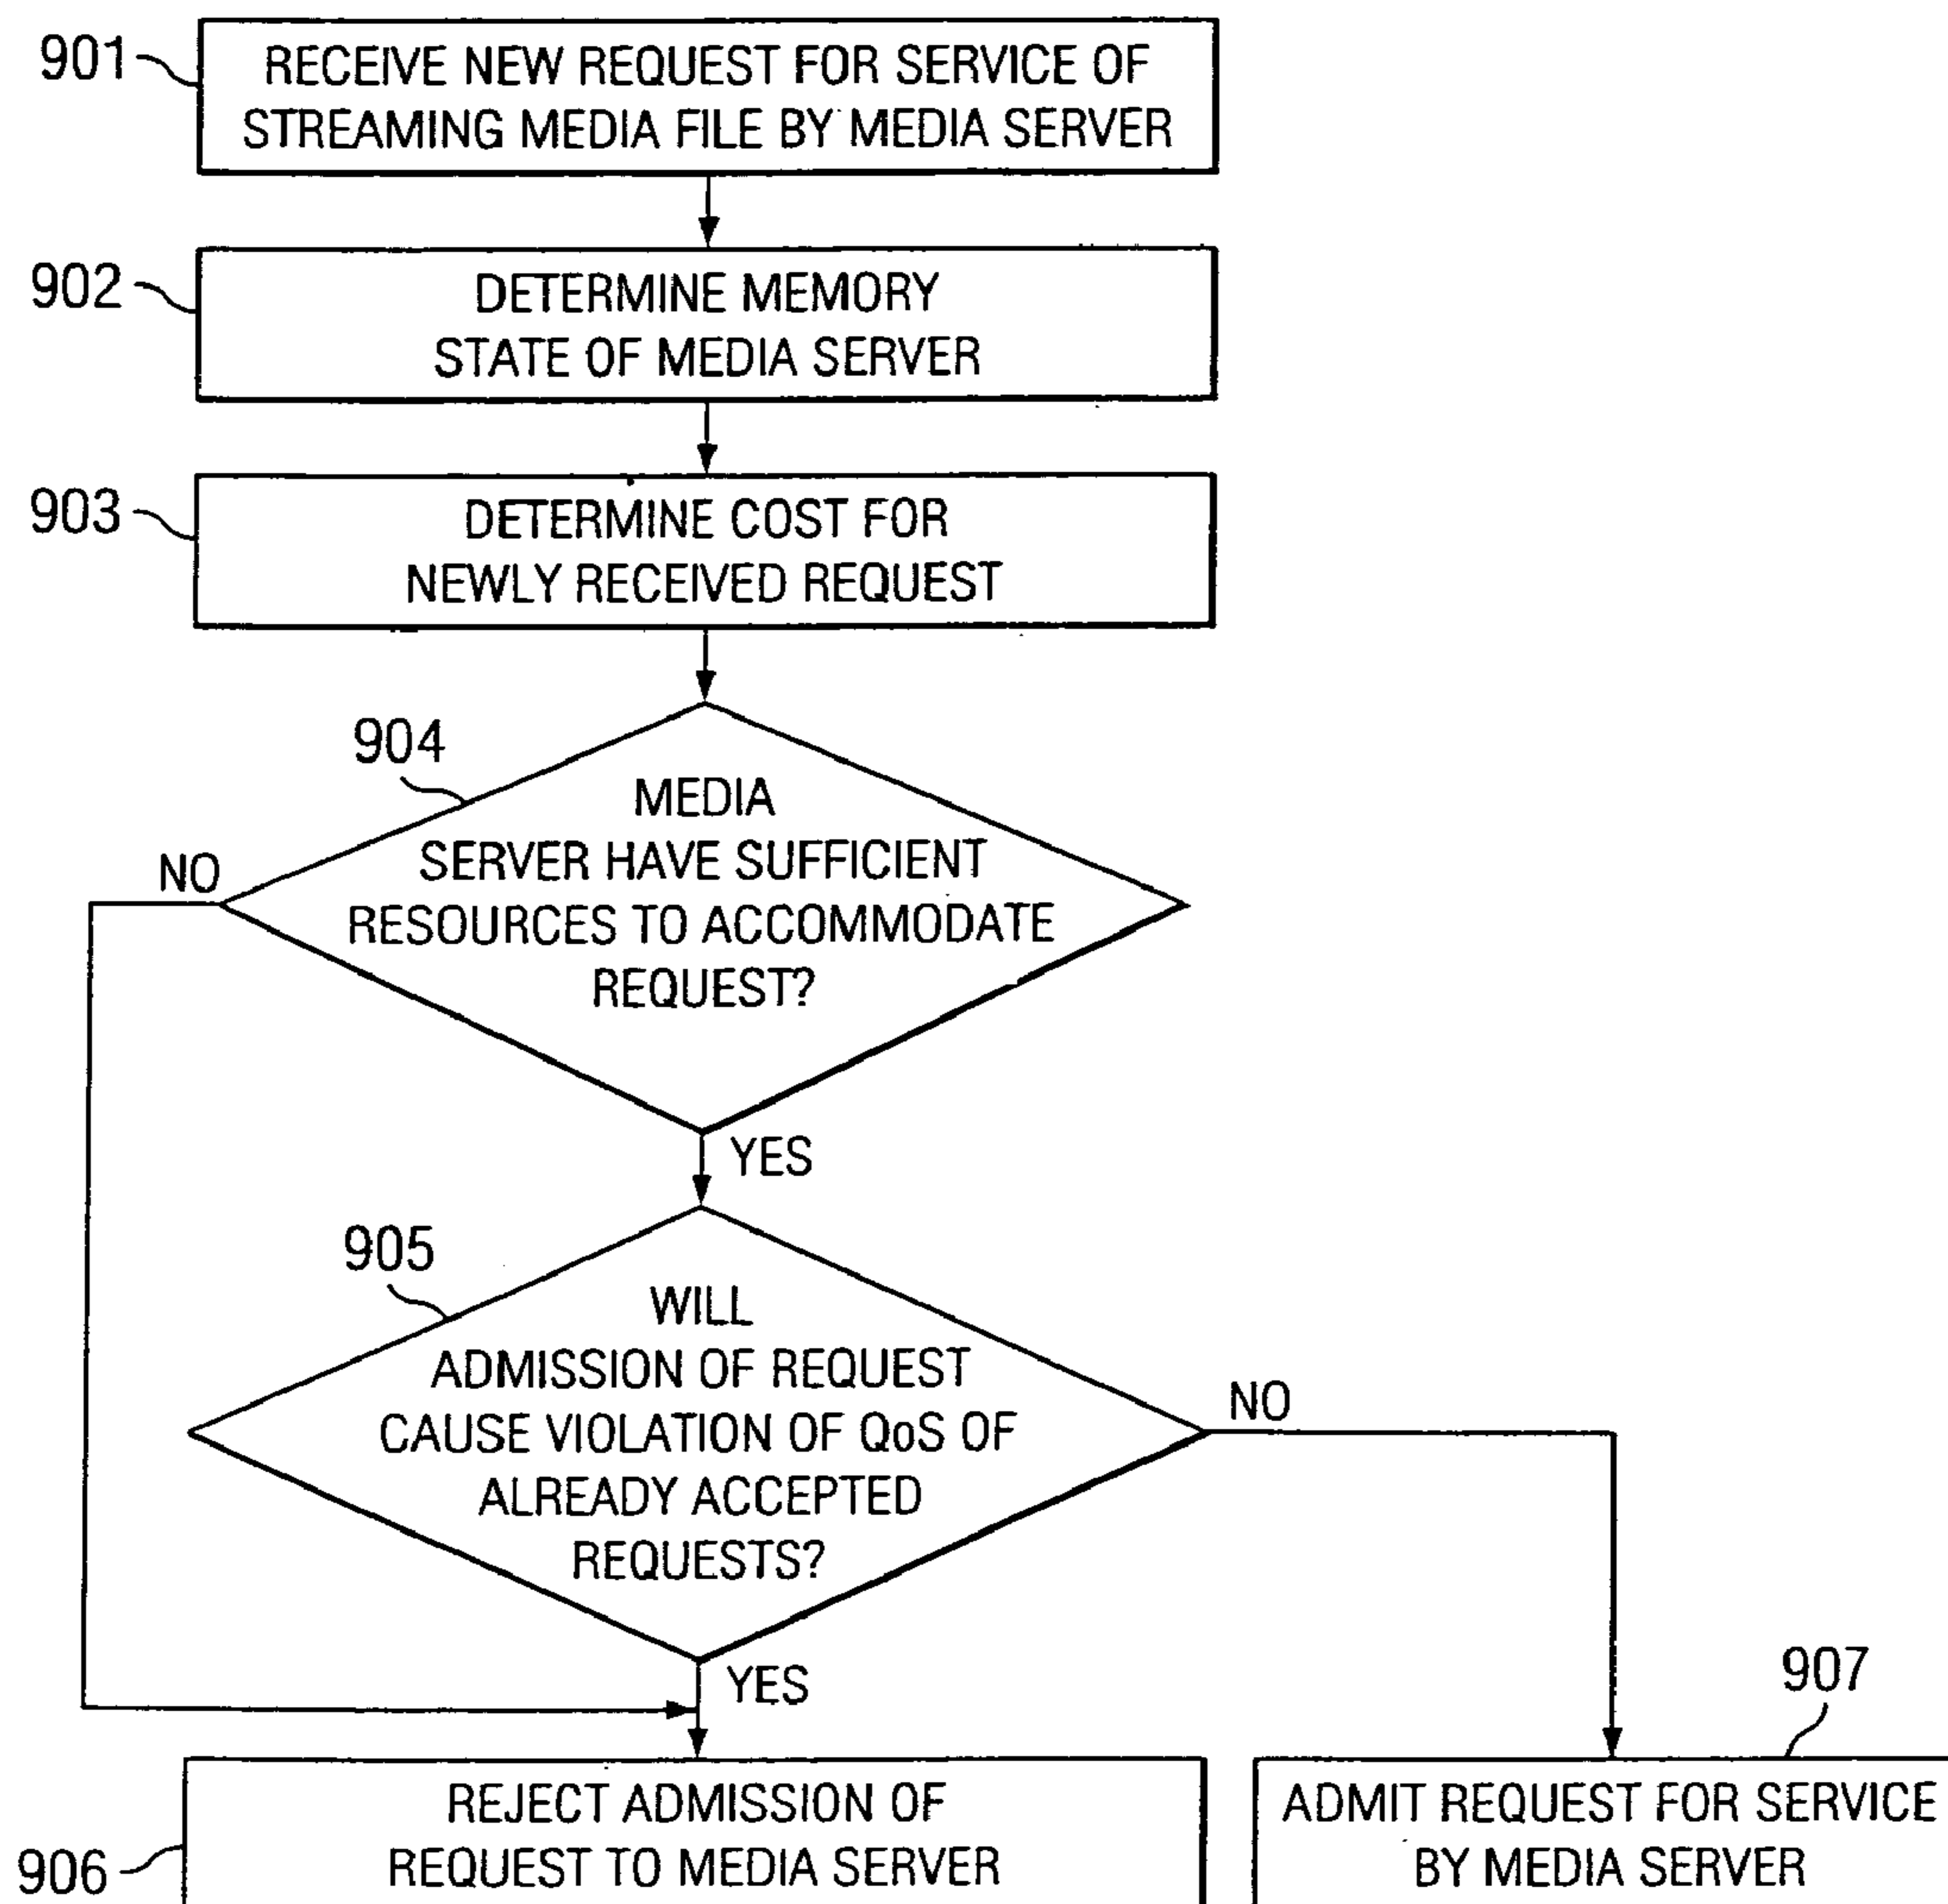 901
RECEIVE NEW REQUEST FOR SERVICE OF
STREAMING MEDIA FILE BY MEDIA SERVER
902
DETERMINE MEMORY
STATE OF MEDIA SERVER
903
DETERMINE COST FOR
NEWLY RECEIVED REQUEST
904
MEDIA
SERVER HAVE SUFFICIENT
RESOURCES TO ACCOMMODATE
REQUEST?
NO
YES
905
WILL
ADMISSION OF REQUEST
CAUSE VIOLATION OF QoS OF
ALREADY ACCEPTED
REQUESTS?
NO
YES
906
REJECT ADMISSION OF
REQUEST TO MEDIA SERVER
907
ADMIT REQUEST FOR SERVICE
BY MEDIA SERVER